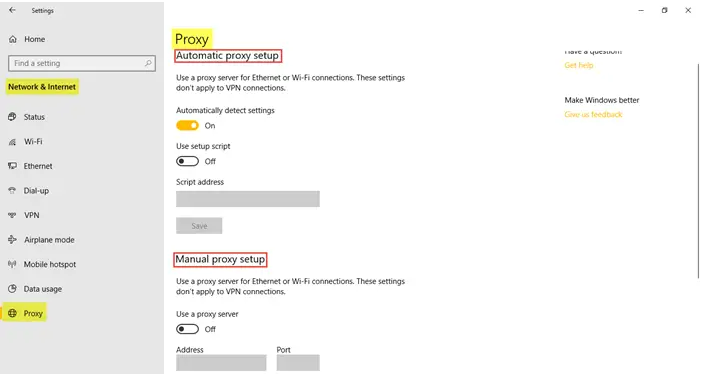 Settings
Home
Find a setting
Network & Internet
Status
Wi-Fi
Ethernet
Dial-up
VPN
Airplane mode
Mobile hotspot
Data usage
Proxy
Proxy
Automatic proxy setup
Use a proxy server for Ethernet or Wi-Fi connections. These settings
don't apply to VPN connections.
Automatically detect settings
On
Use setup script
Off
Script address
Save
Manual proxy setup
Use a proxy server for Ethernet or Wi-Fi connections. These settings
don't apply to VPN connections.
Use a proxy server
Off
Address Port
Have a question?
Get help
Make Windows better
Give us feedback